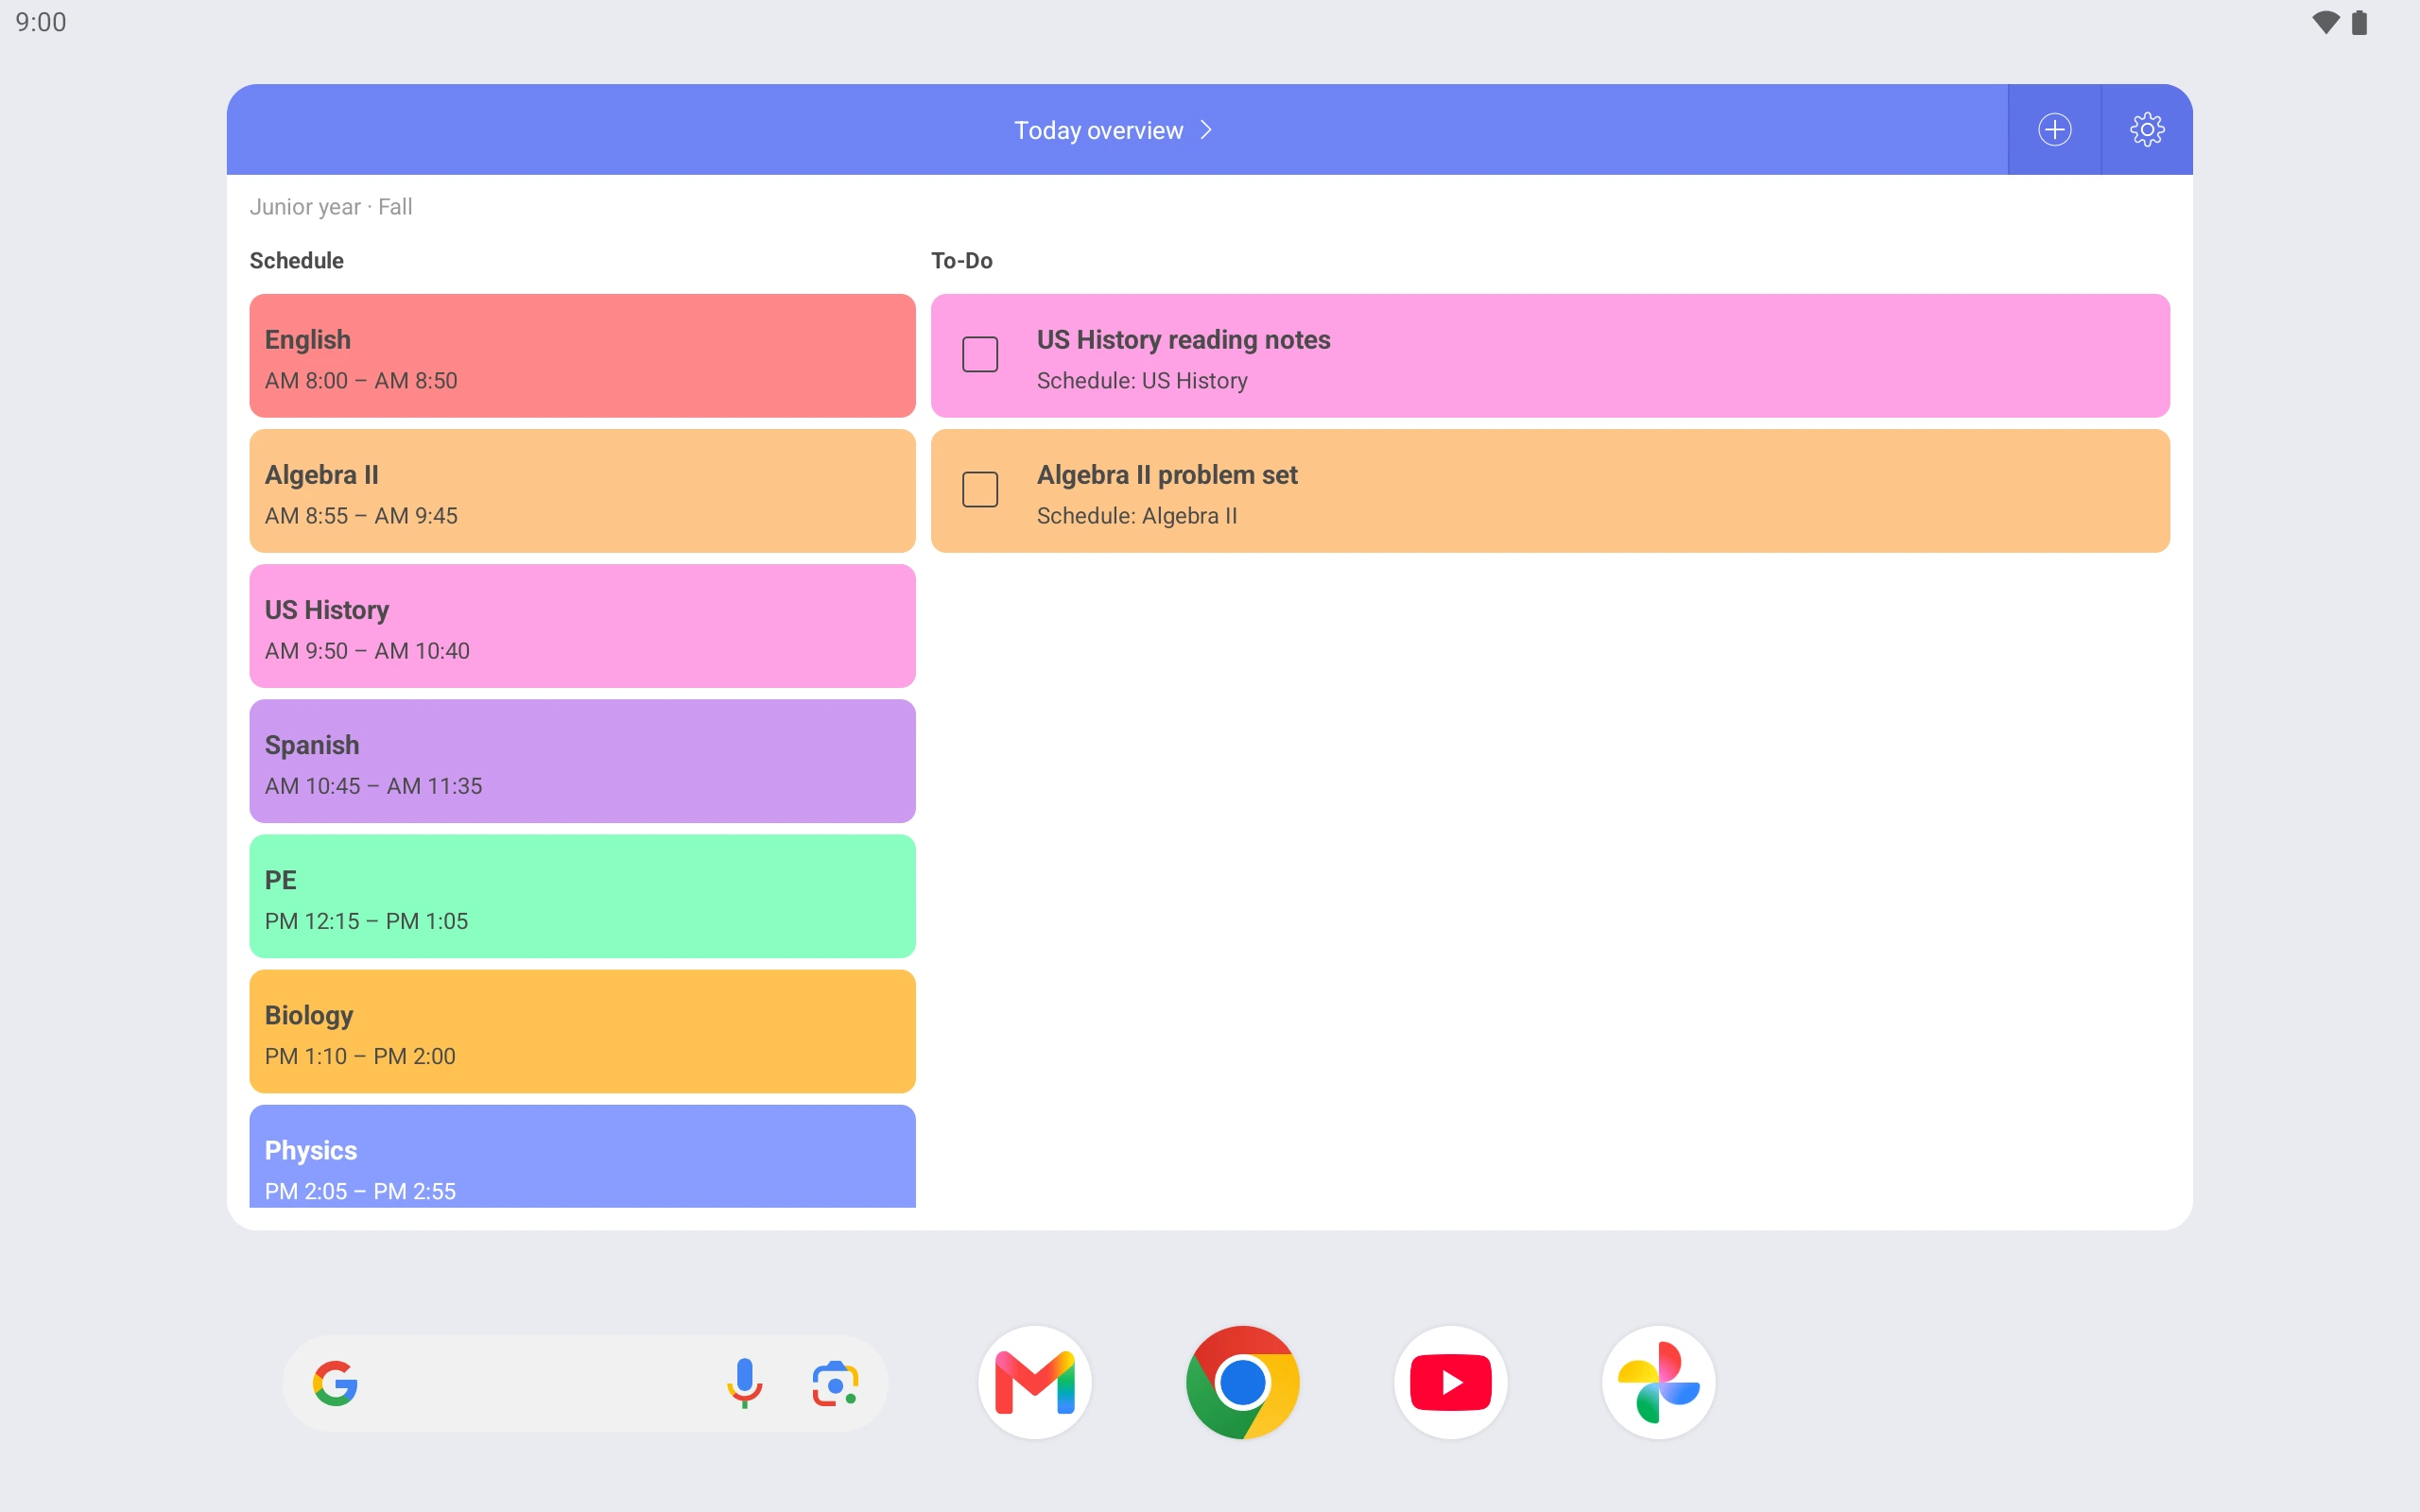 9:00
Today overview
Junior year · Fall
Schedule
To-Do
English
AM 8:00 – AM 8:50
US History reading notes
Schedule: US History
Algebra II
AM 8:55 – AM 9:45
Algebra II problem set
Schedule: Algebra II
US History
AM 9:50 – AM 10:40
Spanish
AM 10:45 – AM 11:35
PE
PM 12:15 – PM 1:05
Biology
PM 1:10 – PM 2:00
Physics
PM 2:05 – PM 2:55